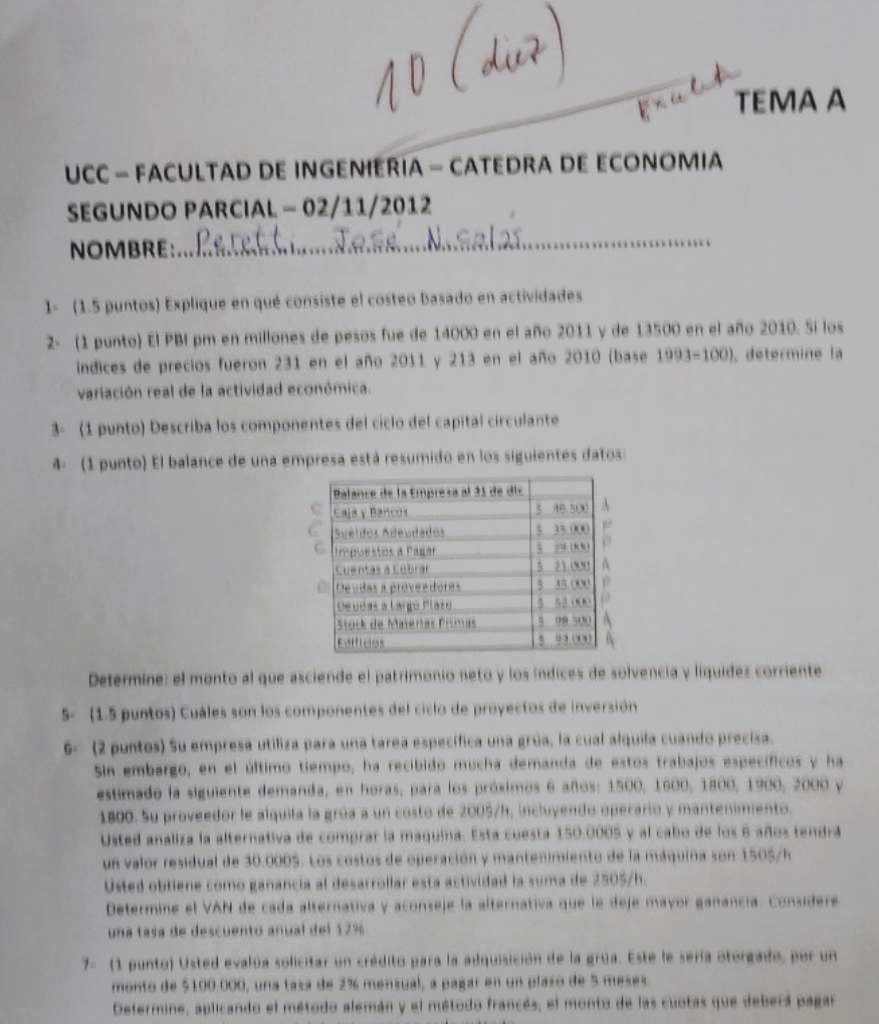 10 (diez)
TEMA A
UCC – FACULTAD DE INGENIERIA – CATEDRA DE ECONOMIA
SEGUNDO PARCIAL – 02/11/2012
NOMBRE:...Peretti José Nicolás
1- (1.5 puntos) Explique en qué consiste el costeo basado en actividades
2- (1 punto) El PBI pm en millones de pesos fue de 14000 en el año 2011 y de 13500 en el año 2010. Si los
índices de precios fueron 231 en el año 2011 y 213 en el año 2010 (base 1993=100), determine la
variación real de la actividad económica.
3- (1 punto) Describa los componentes del ciclo del capital circulante
4- (1 punto) El balance de una empresa está resumido en los siguientes datos:
Balance de la Empresa al 31 de dic
C Caja y Bancos $ 46.500 A
C Sueldos Adeudados $ 35.000 P
C Impuestos a Pagar $ 29.000 P
Cuentas a Cobrar $ 23.000 A
Deudas a proveedores $ 35.000 P
Deudas a Largo Plazo $ 52.000 P
Stock de Materias Primas $ 98.500 A
Edificios $ 93.000 A
Determine: el monto al que asciende el patrimonio neto y los índices de solvencia y liquidez corriente
5- (1.5 puntos) Cuáles son los componentes del ciclo de proyectos de inversión
6- (2 puntos) Su empresa utiliza para una tarea específica una grúa, la cual alquila cuando precisa.
Sin embargo, en el último tiempo, ha recibido mucha demanda de estos trabajos específicos y ha
estimado la siguiente demanda, en horas, para los próximos 6 años: 1500, 1600, 1800, 1900, 2000 y
1800. Su proveedor le alquila la grúa a un costo de 200$/h, incluyendo operario y mantenimiento.
Usted analiza la alternativa de comprar la maquina. Esta cuesta 150.000$ y al cabo de los 6 años tendrá
un valor residual de 30.000$. Los costos de operación y mantenimiento de la máquina son 150$/h
Usted obtiene como ganancia al desarrollar esta actividad la suma de 250$/h.
Determine el VAN de cada alternativa y aconseje la alternativa que le deje mayor ganancia. Considere
una tasa de descuento anual del 12%
7- (1 punto) Usted evalúa solicitar un crédito para la adquisición de la grúa. Este le sería otorgado, por un
monto de $100.000, una tasa de 2% mensual, a pagar en un plazo de 5 meses.
Determine, aplicando el método alemán y el método francés, el monto de las cuotas que deberá pagar